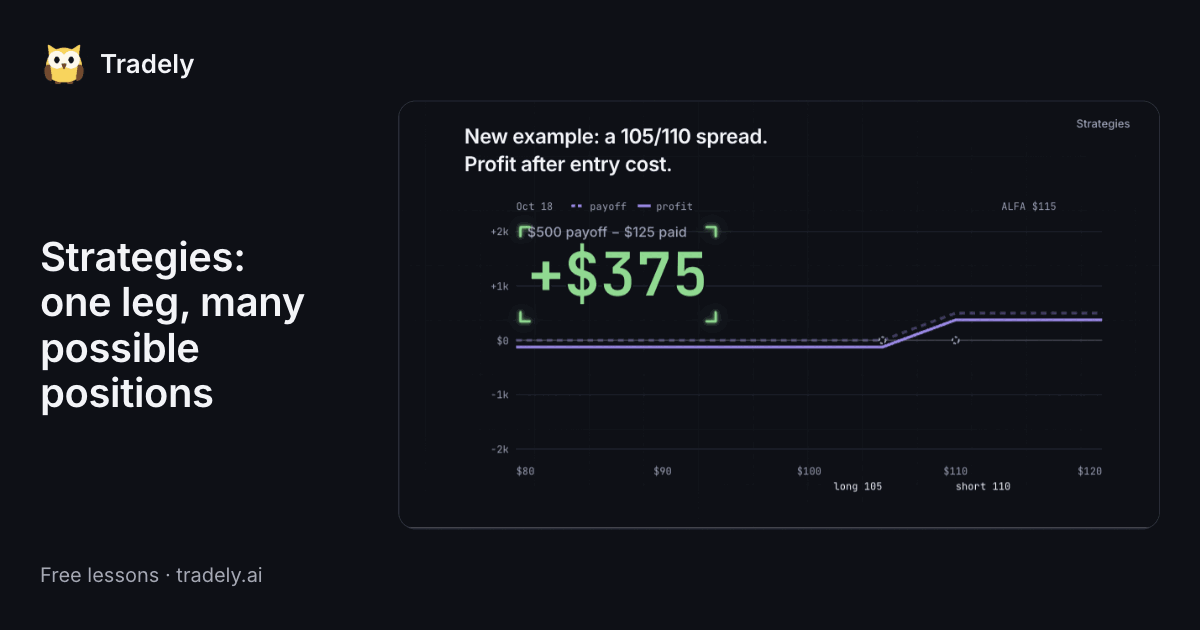 Tradely
Strategies:
one leg, many
possible
positions
Free lessons · tradely.ai
Strategies
New example: a 105/110 spread.
Profit after entry cost.
Oct 18 payoff profit ALFA $115
$500 payoff – $125 paid
+$375
+2k
+1k
$0
-1k
-2k
$80 $90 $100 $110 $120
long 105 short 110